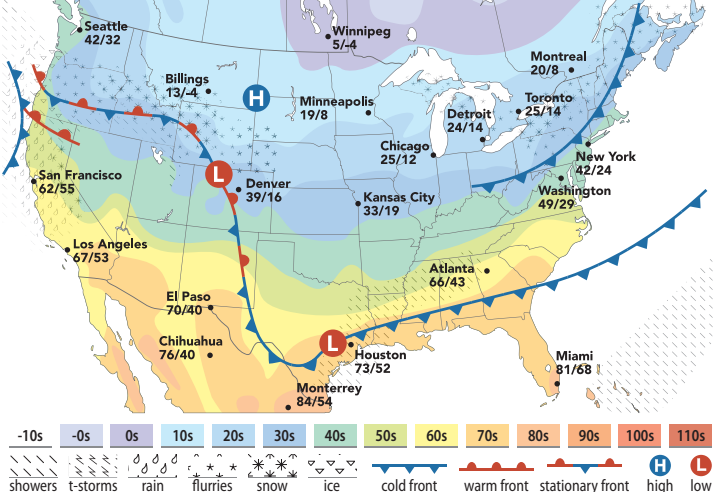 Seattle
42/32
Winnipeg
5/-4
Montreal
20/8
Billings
13/-4
H
Minneapolis
19/8
Toronto
25/14
Detroit
24/14
Chicago
25/12
New York
42/24
L
San Francisco
62/55
Denver
39/16
Kansas City
33/19
Washington
49/29
Los Angeles
67/53
Atlanta
66/43
El Paso
70/40
Chihuahua
76/40
L
Houston
73/52
Miami
81/68
Monterrey
84/54
-10s -0s 0s 10s 20s 30s 40s 50s 60s 70s 80s 90s 100s 110s
H L
showers t-storms rain flurries snow ice cold front warm front stationary front high low